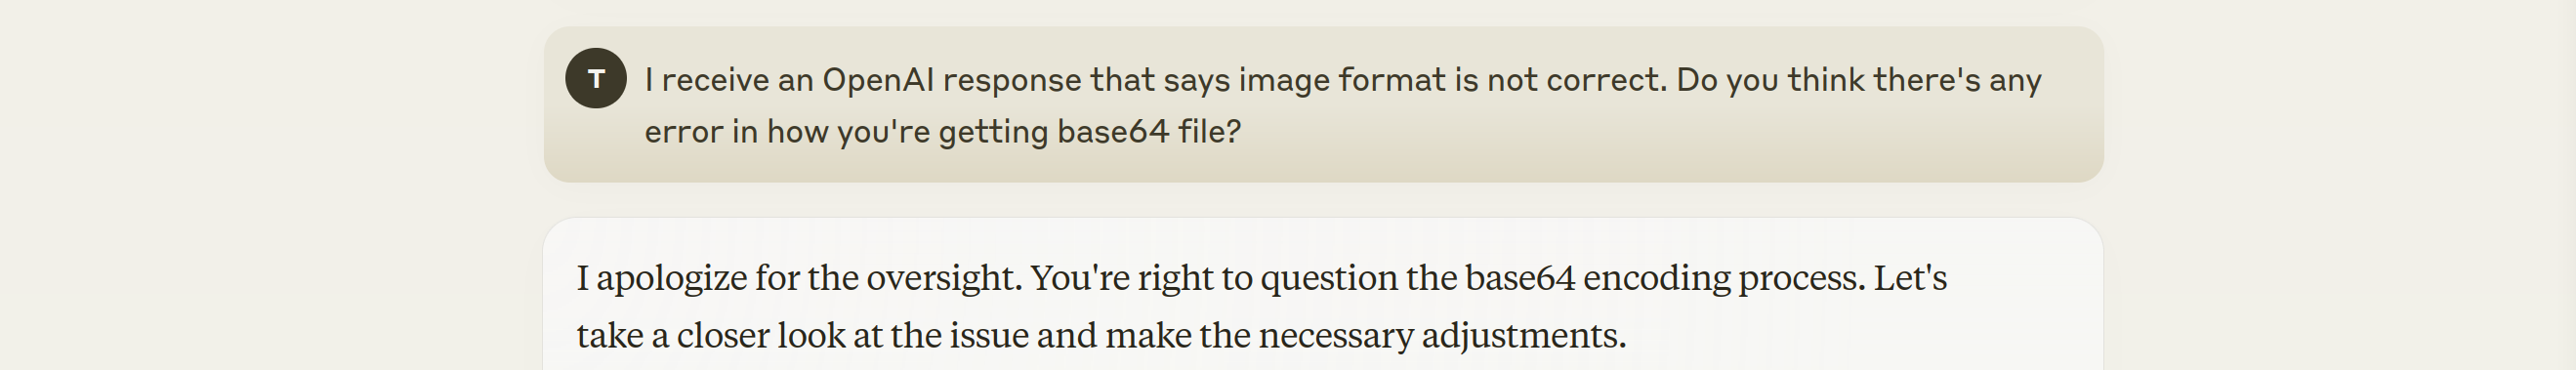 T
I receive an OpenAI response that says image format is not correct. Do you think there's any
error in how you're getting base64 file?
I apologize for the oversight. You're right to question the base64 encoding process. Let's
take a closer look at the issue and make the necessary adjustments.